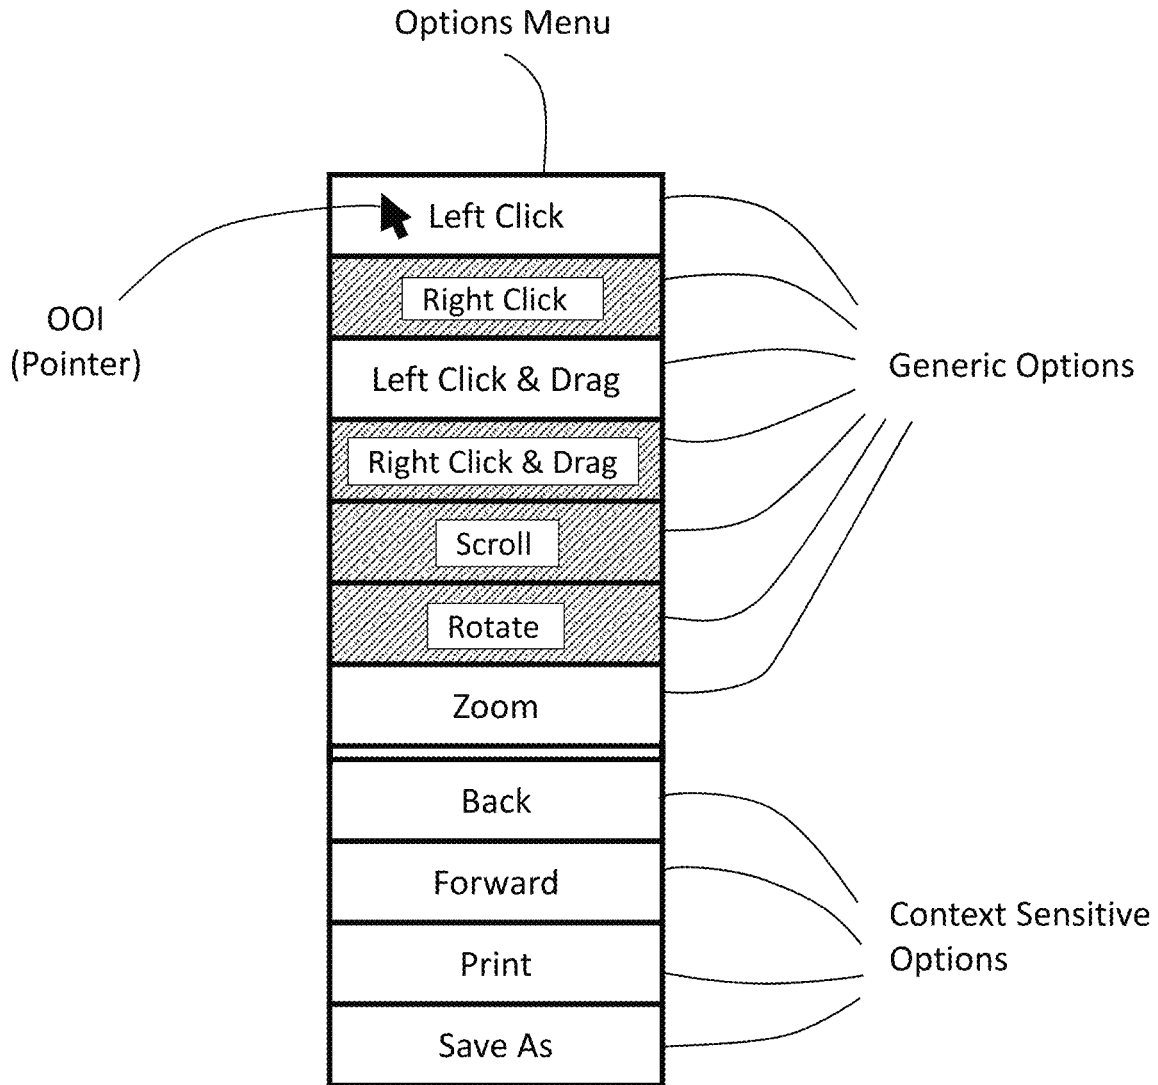 Options Menu
Left Click
Right Click
OOI
(Pointer)
Left Click & Drag
Generic Options
Right Click & Drag
Scroll
Rotate
Zoom
Back
Forward
Context Sensitive
Options
Print
Save As